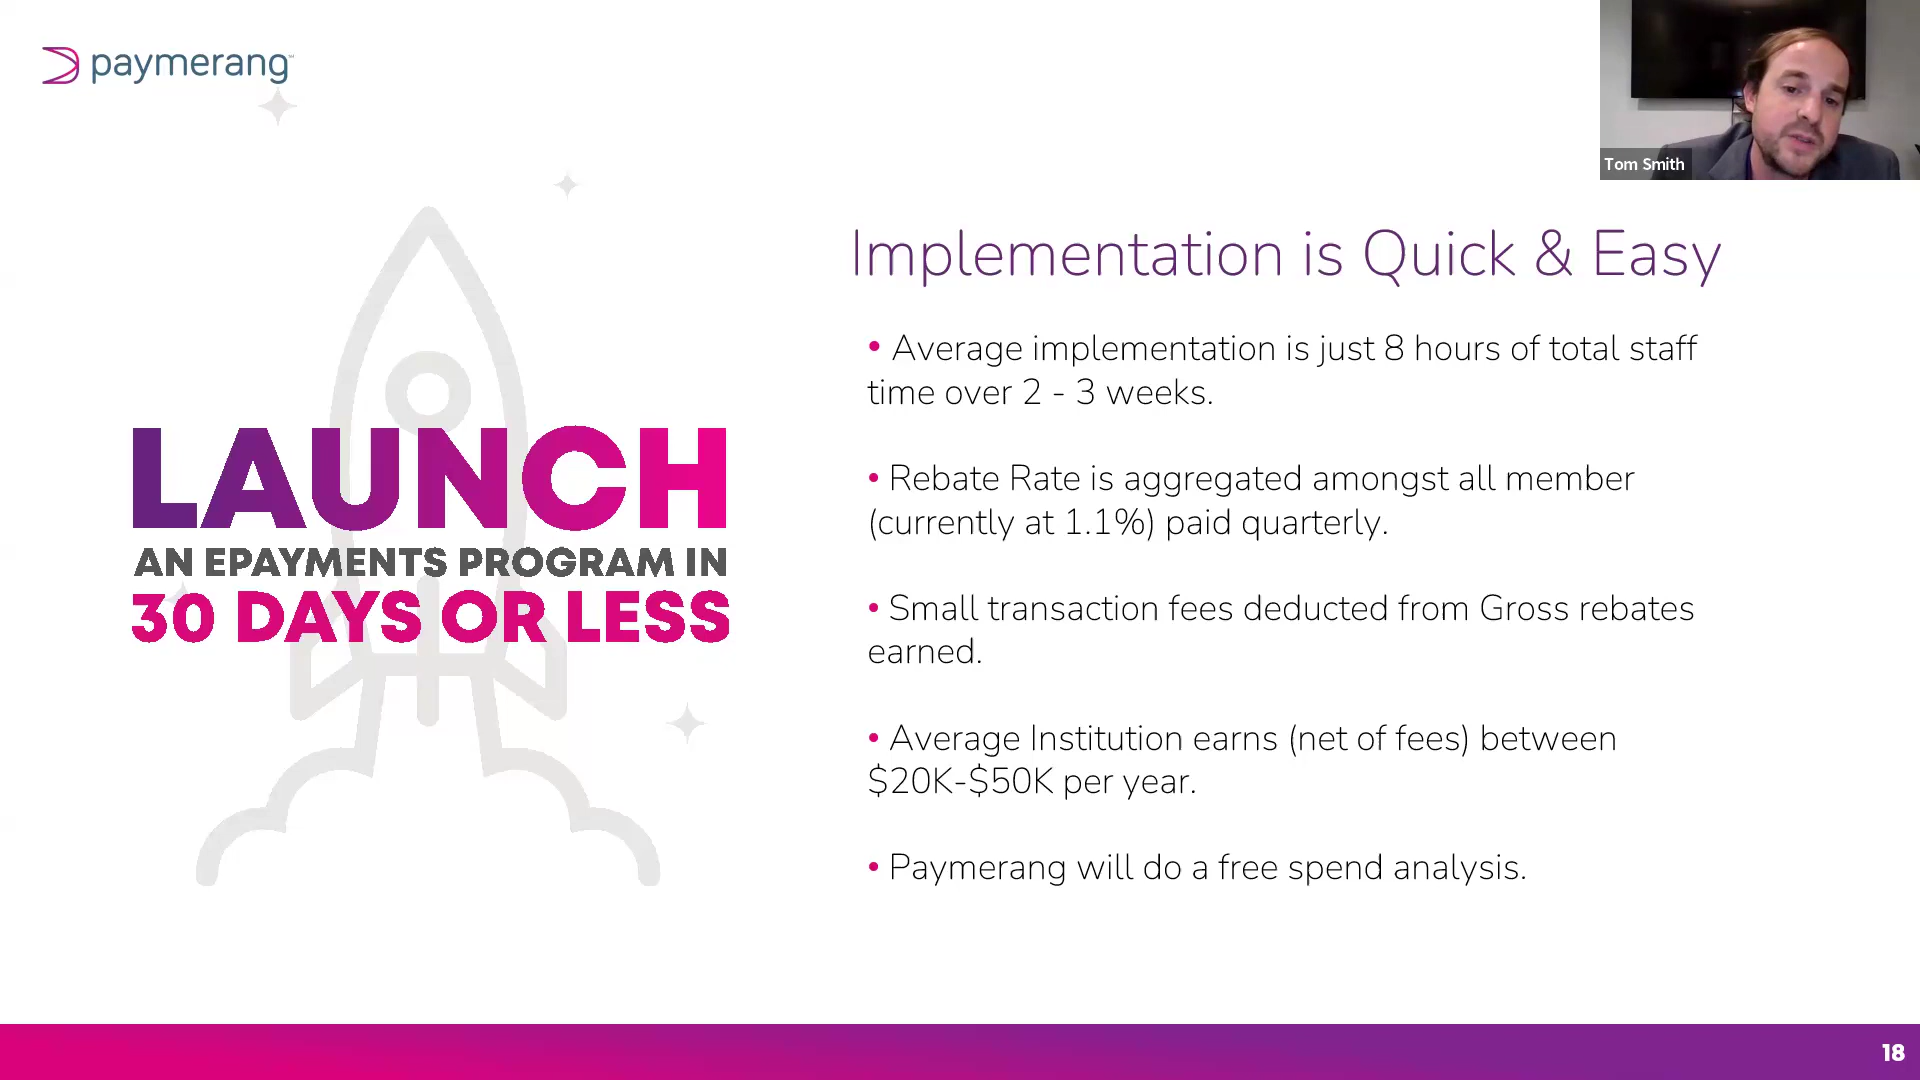 paymerang
Tom Smith
LAUNCH
AN EPAYMENTS PROGRAM IN
30 DAYS OR LESS
Implementation is Quick & Easy
• Average implementation is just 8 hours of total staff
time over 2 - 3 weeks.
• Rebate Rate is aggregated amongst all member
(currently at 1.1%) paid quarterly.
• Small transaction fees deducted from Gross rebates
earned.
• Average Institution earns (net of fees) between
$20K-$50K per year.
• Paymerang will do a free spend analysis.
18